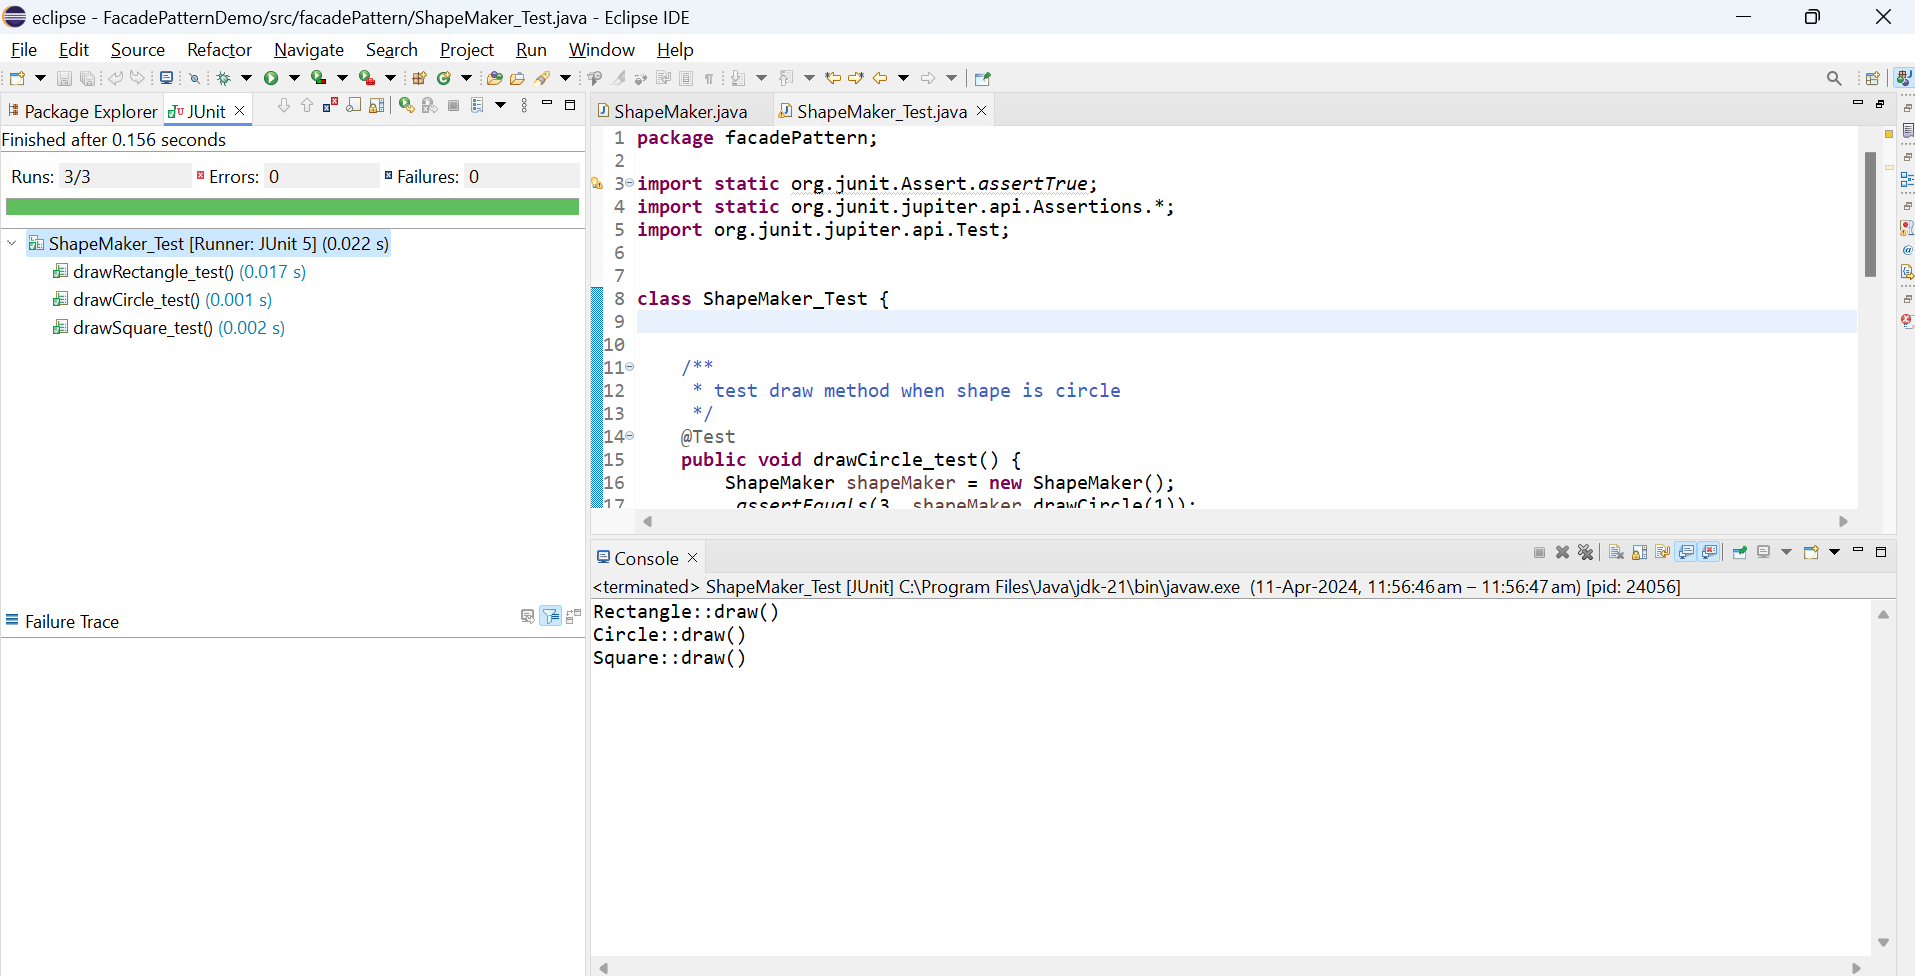 eclipse - FacadePatternDemo/src/facadePattern/ShapeMaker_Test.java - Eclipse IDE
File Edit Source Refactor Navigate Search Project Run Window Help
Package Explorer JUnit
Finished after 0.156 seconds
Runs: 3/3 Errors: 0 Failures: 0
ShapeMaker_Test [Runner: JUnit 5] (0.022 s)
drawRectangle_test() (0.017 s)
drawCircle_test() (0.001 s)
drawSquare_test() (0.002 s)
Failure Trace
ShapeMaker.java ShapeMaker_Test.java
1 package facadePattern;
2
3 import static org.junit.Assert.assertTrue;
4 import static org.junit.jupiter.api.Assertions.*;
5 import org.junit.jupiter.api.Test;
6
7
8 class ShapeMaker_Test {
9
10
11 /**
12 * test draw method when shape is circle
13 */
14 @Test
15 public void drawCircle_test() {
16 ShapeMaker shapeMaker = new ShapeMaker();
17 assertEquals(3, shapeMaker.drawCircle(1));
Console
<terminated> ShapeMaker_Test [JUnit] C:\Program Files\Java\jdk-21\bin\javaw.exe (11-Apr-2024, 11:56:46 am – 11:56:47 am) [pid: 24056]
Rectangle::draw()
Circle::draw()
Square::draw()